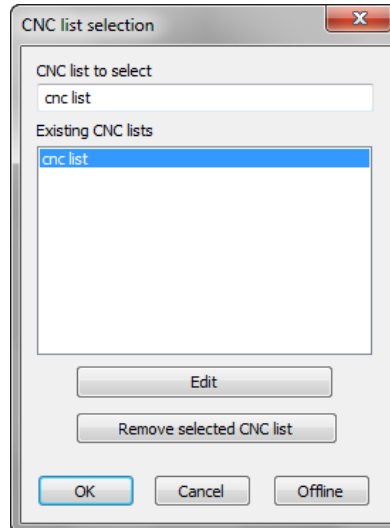 CNC list selection
CNC list to select
cnc list
Existing CNC lists
cnc list
Edit
Remove selected CNC list
OK Cancel Offline